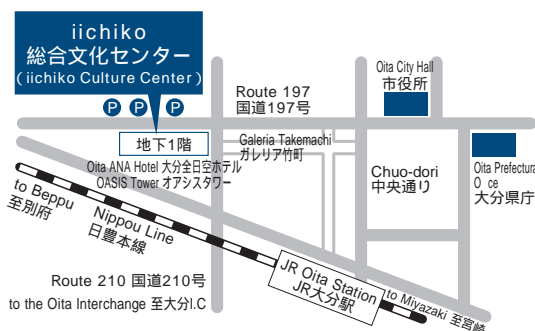 iichiko
総合文化センター
(iichiko Culture Center)
P P P
地下1階
Route 197
国道197号
Oita City Hall
市役所
Galeria Takemachi
ガレリア竹町
Oita ANA Hotel 大分全日空ホテル
OASIS Tower オアシスタワー
Chuo-dori
中央通り
Oita Prefectura
O ce
大分県庁
to Beppu
至別府
Nippou Line
日豊本線
JR Oita Station
JR大分駅
to Miyazaki 至宮崎
Route 210 国道210号
to the Oita Interchange 至大分I.C